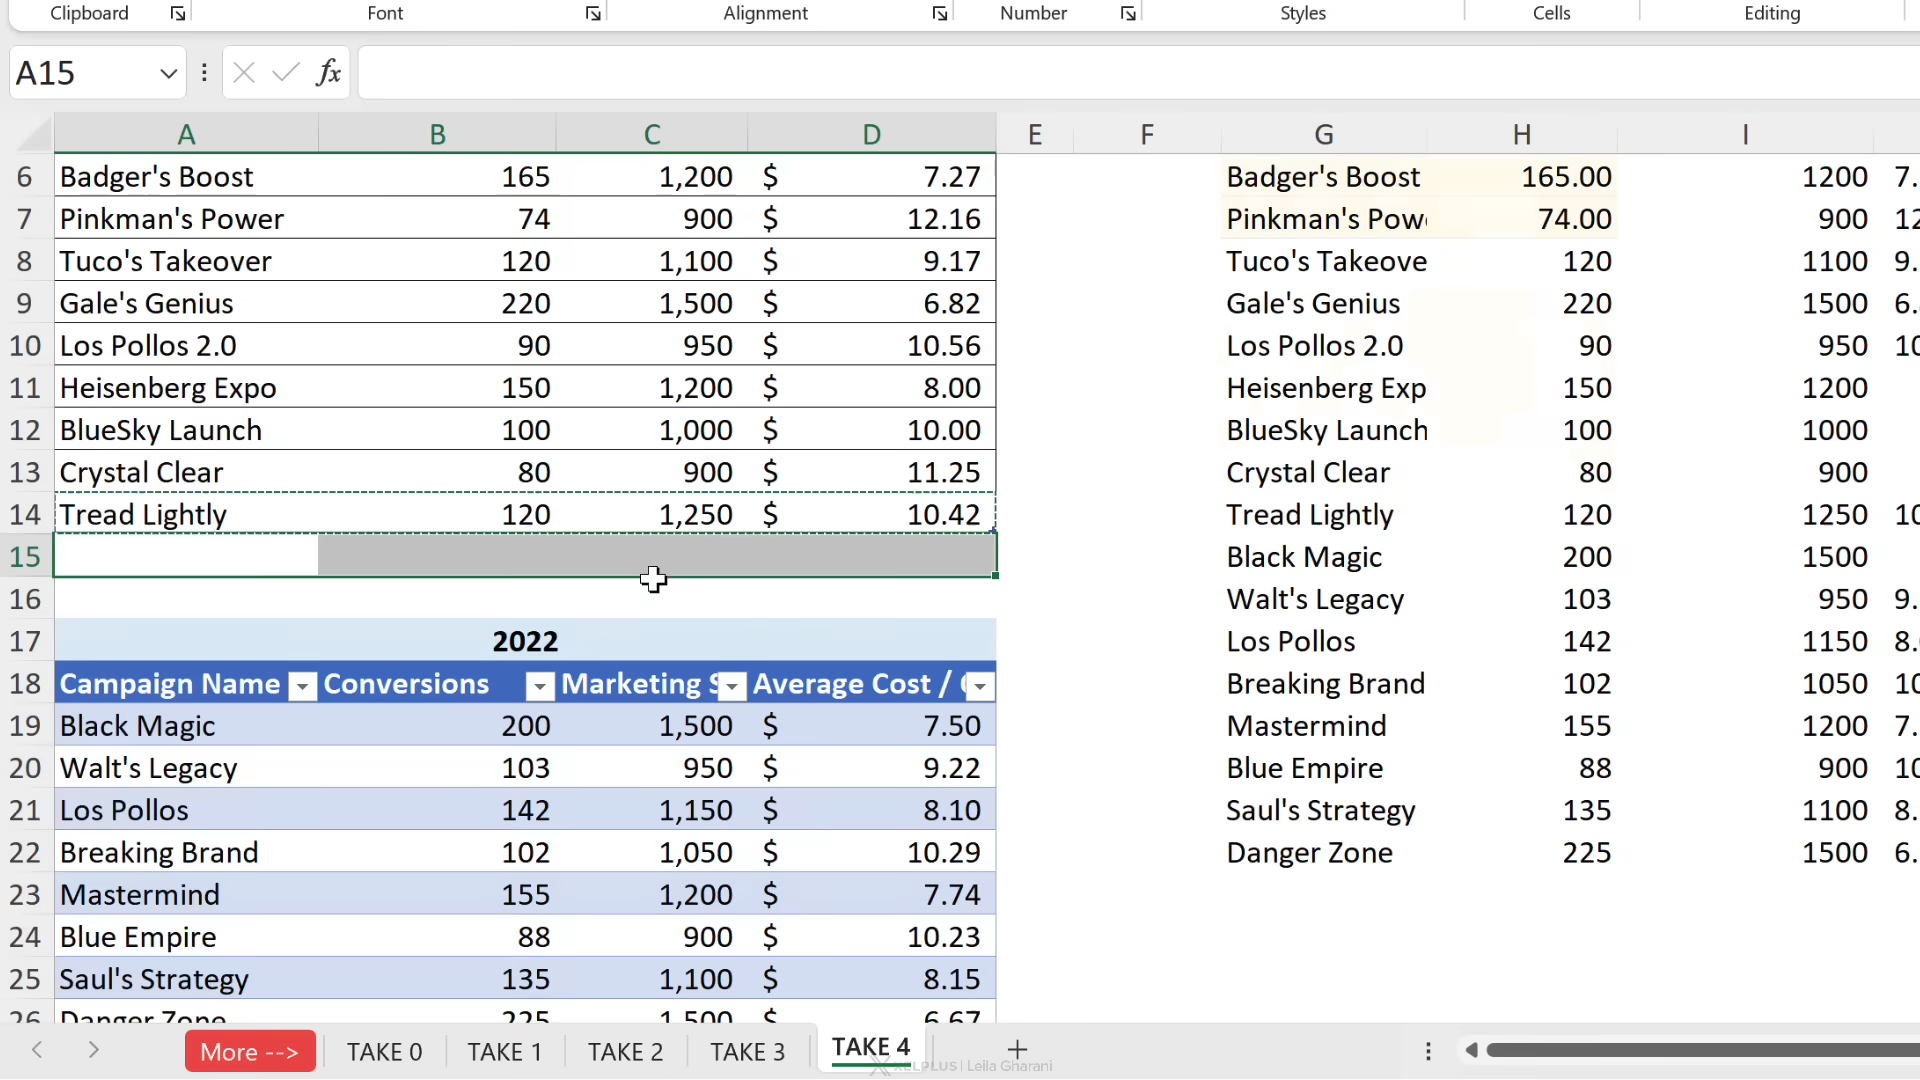 Clipboard Font Alignment Number Styles Cells Editing
A15 fx
A B C D E F G H I
6 Badger's Boost 165 1,200 $ 7.27 Badger's Boost 165.00 1200 7.
7 Pinkman's Power 74 900 $ 12.16 Pinkman's Pow 74.00 900 12
8 Tuco's Takeover 120 1,100 $ 9.17 Tuco's Takeove 120 1100 9.
9 Gale's Genius 220 1,500 $ 6.82 Gale's Genius 220 1500 6.
10 Los Pollos 2.0 90 950 $ 10.56 Los Pollos 2.0 90 950 10
11 Heisenberg Expo 150 1,200 $ 8.00 Heisenberg Exp 150 1200
12 BlueSky Launch 100 1,000 $ 10.00 BlueSky Launch 100 1000
13 Crystal Clear 80 900 $ 11.25 Crystal Clear 80 900
14 Tread Lightly 120 1,250 $ 10.42 Tread Lightly 120 1250 10
15 Black Magic 200 1500
16 Walt's Legacy 103 950 9.
17 2022 Los Pollos 142 1150 8.
18 Campaign Name Conversions Marketing S Average Cost / Breaking Brand 102 1050 10
19 Black Magic 200 1,500 $ 7.50 Mastermind 155 1200 7.
20 Walt's Legacy 103 950 $ 9.22 Blue Empire 88 900 10
21 Los Pollos 142 1,150 $ 8.10 Saul's Strategy 135 1100 8.
22 Breaking Brand 102 1,050 $ 10.29 Danger Zone 225 1500 6.
23 Mastermind 155 1,200 $ 7.74
24 Blue Empire 88 900 $ 10.23
25 Saul's Strategy 135 1,100 $ 8.15
26 Danger Zone 225 1,500 $ 6.67
More --> TAKE 0 TAKE 1 TAKE 2 TAKE 3 TAKE 4
XELPLUS | Leila Gharani